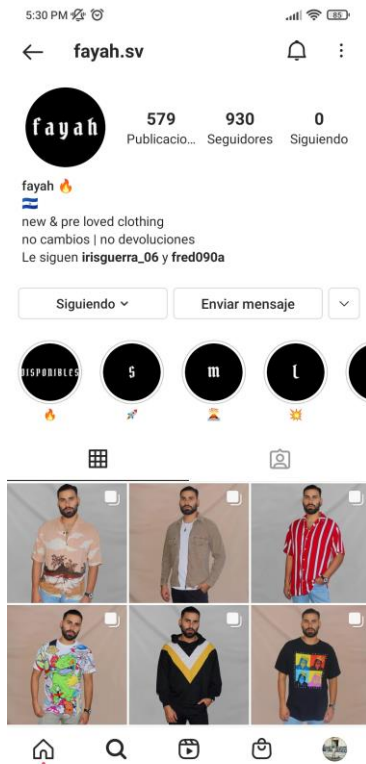 5:30 PM
85
fayah.sv
fayah
579
930
0
Publicacio...
Seguidores
Siguiendo
fayah 🔥
🇸🇻
new & pre loved clothing
no cambios | no devoluciones
Le siguen irisguerra_06 y fred090a
Siguiendo
Enviar mensaje
DISPONIBLES
s
m
l
🔥
🚀
🌋
💥